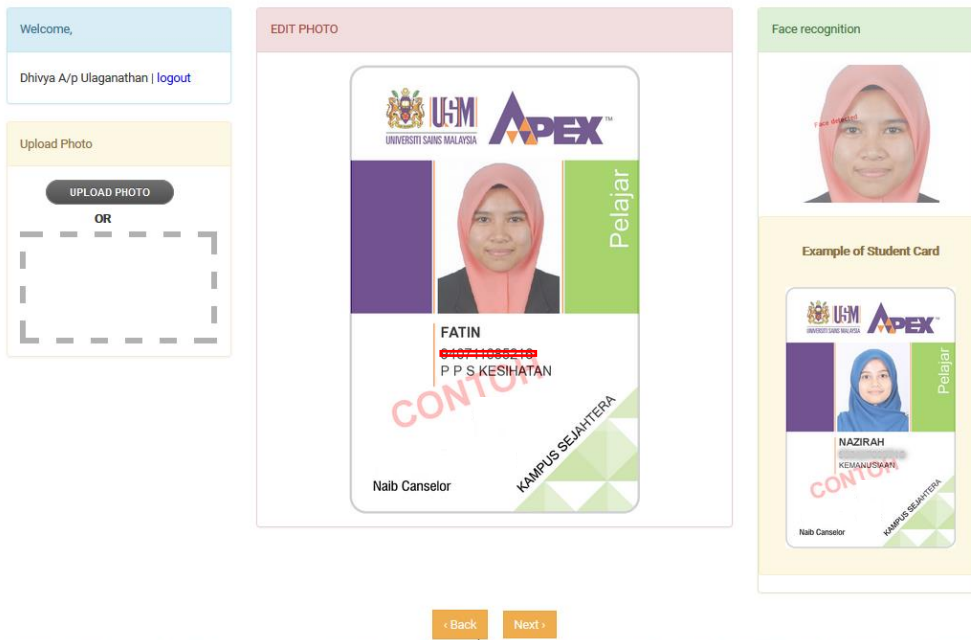 Welcome,
Dhivya A/p Ulaganathan | logout
Upload Photo
UPLOAD PHOTO
OR
EDIT PHOTO
USM
UNIVERSITI SAINS MALAYSIA
APEX™
Pelajar
FATIN
P P S KESIHATAN
CONTOH
KAMPUS SEJAHTERA
Naib Canselor
Face recognition
Face detected
Example of Student Card
USM
UNIVERSITI SAINS MALAYSIA
APEX
Pelajar
NAZIRAH
KEMANUSIAAN
CONTOH
KAMPUS SEJAHTERA
Naib Canselor
‹ Back
Next ›